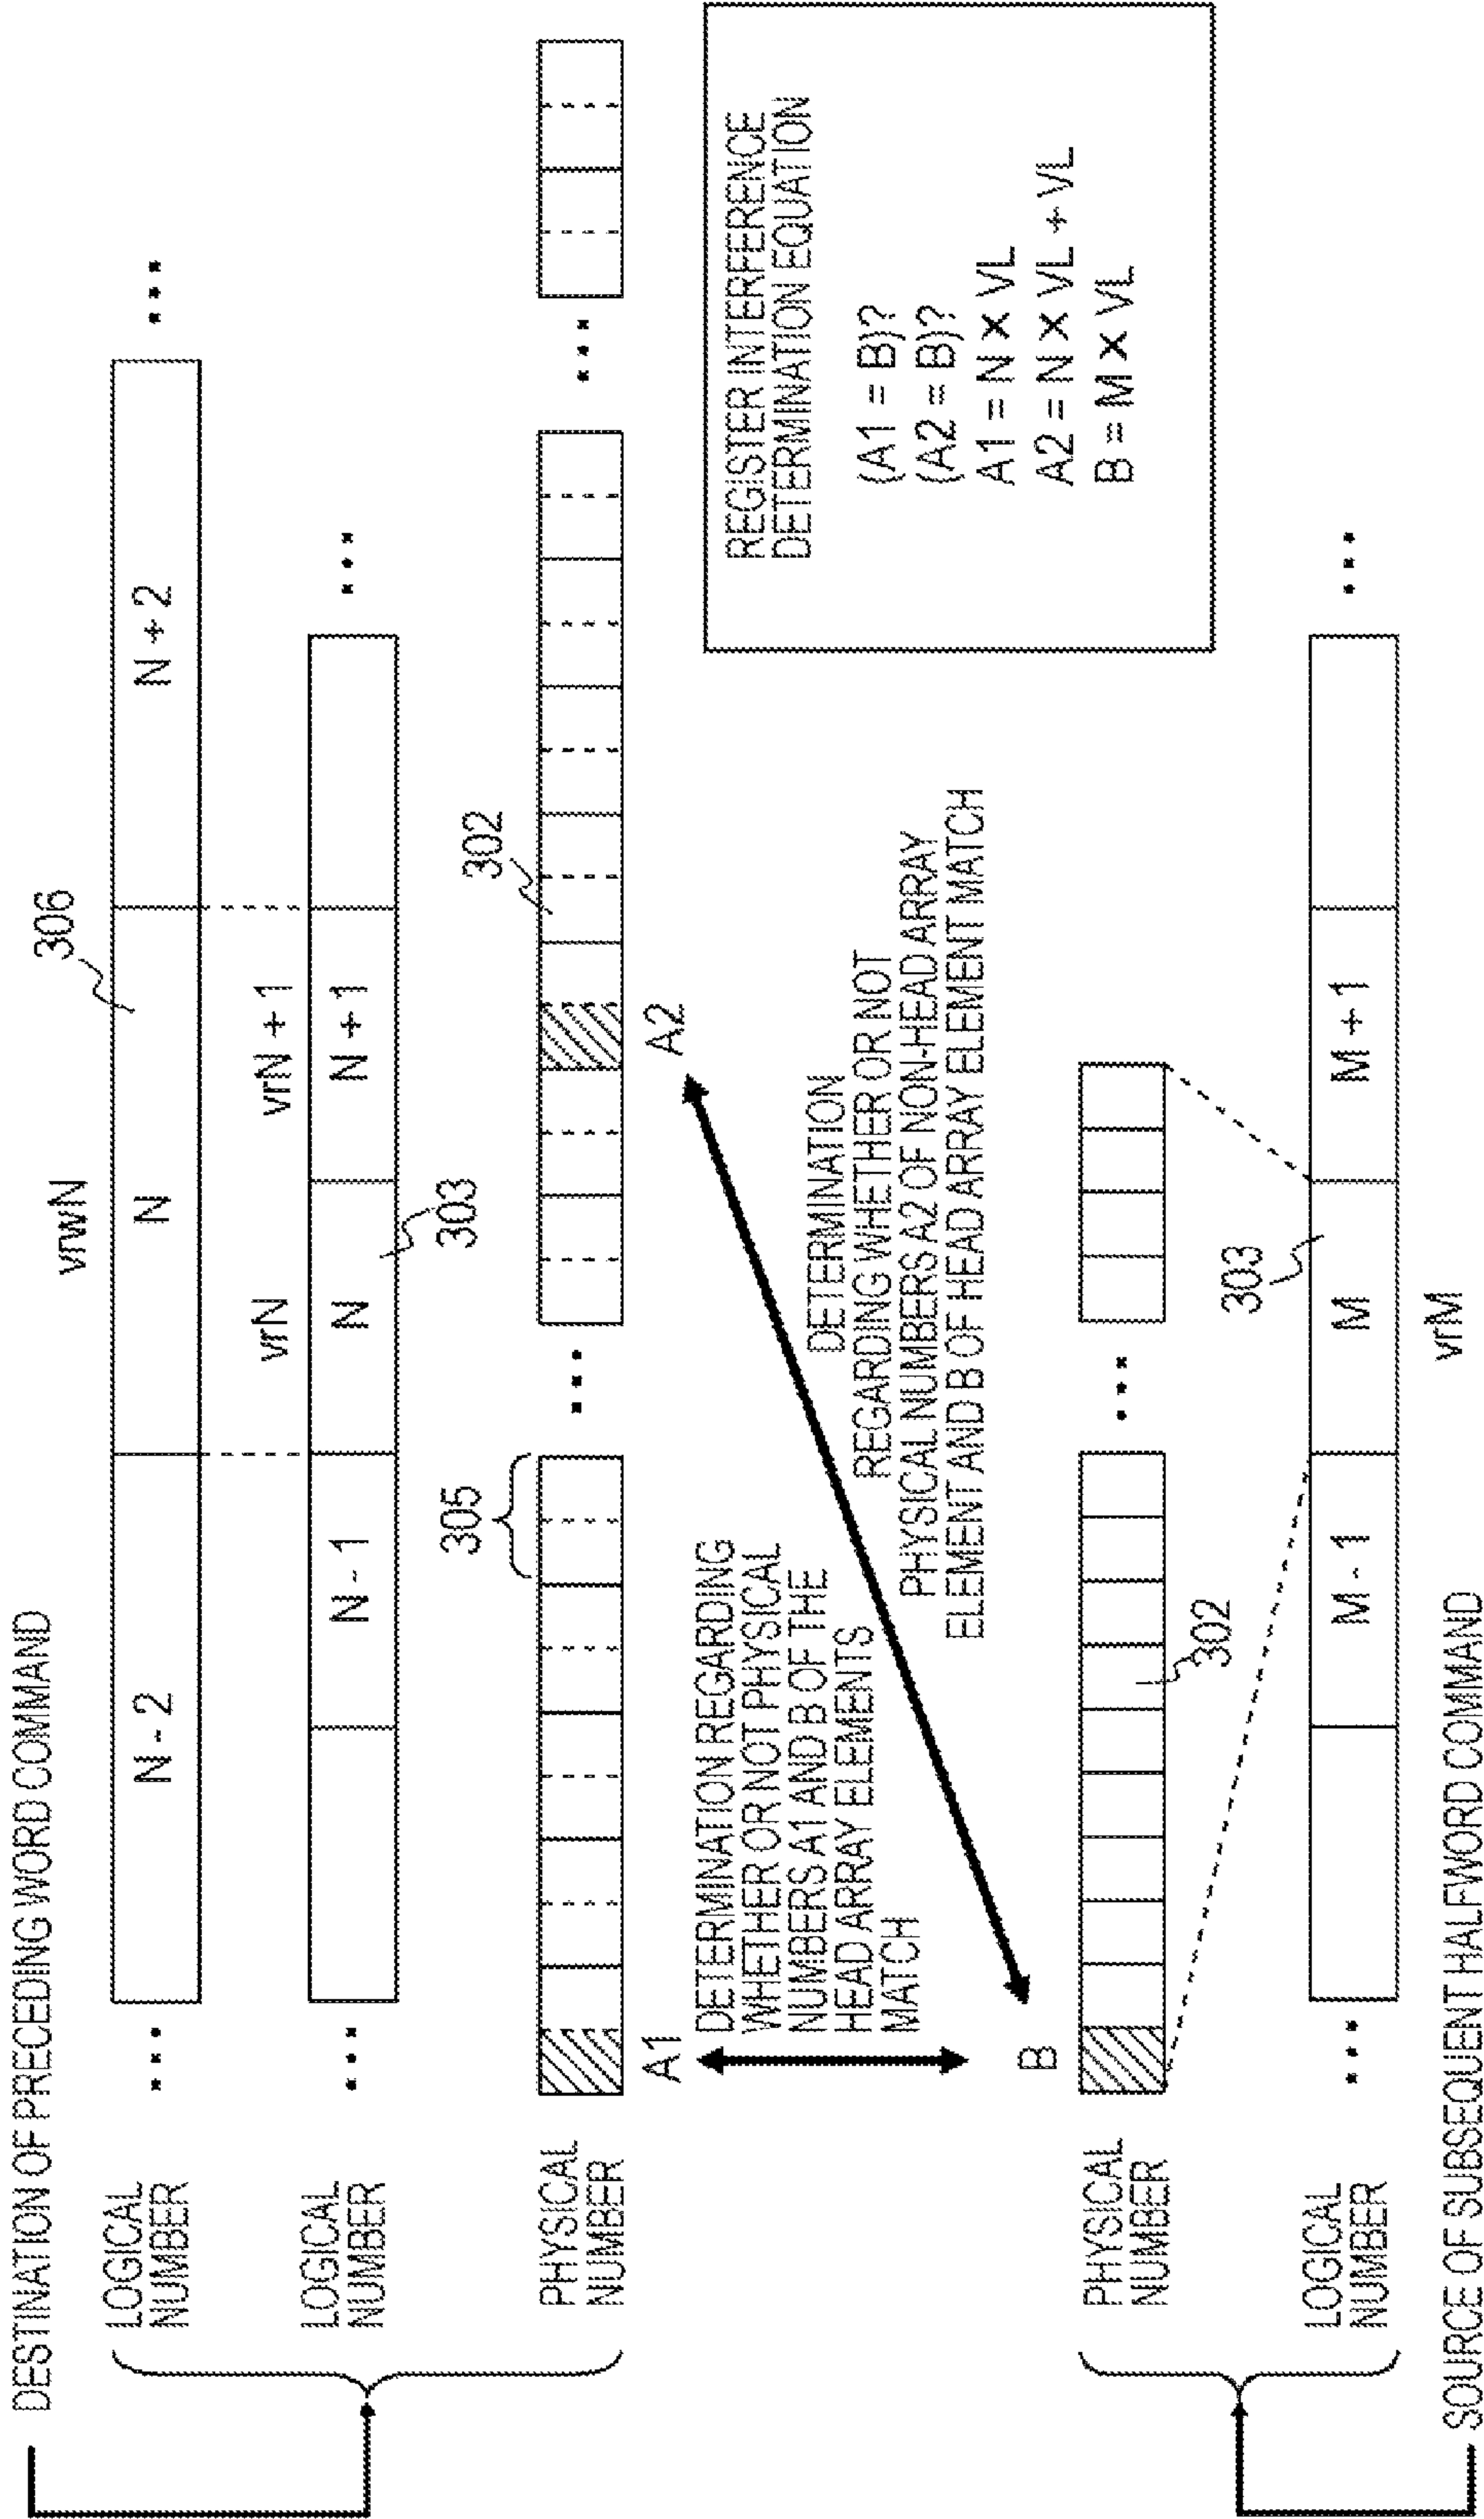 DESTINATION OF PRECEDING WORD COMMAND
vrwN
306
LOGICAL
NUMBER
...
N - 2
N
N + 2
...
vrN
vrN + 1
LOGICAL
NUMBER
...
N - 1
N
N + 1
...
303
305
302
PHYSICAL
NUMBER
...
...
A1
A2
DETERMINATION REGARDING
WHETHER OR NOT PHYSICAL
NUMBERS A1 AND B OF THE
HEAD ARRAY ELEMENTS
MATCH
DETERMINATION
REGARDING WHETHER OR NOT
PHYSICAL NUMBERS A2 OF NON-HEAD ARRAY
ELEMENT AND B OF HEAD ARRAY ELEMENT MATCH
REGISTER INTERFERENCE
DETERMINATION EQUATION
(A1 = B)?
(A2 = B)?
A1 = N × VL
A2 = N × VL + VL
B = M × VL
B
PHYSICAL
NUMBER
...
302
303
LOGICAL
NUMBER
...
M - 1
M
M + 1
...
vrM
SOURCE OF SUBSEQUENT HALFWORD COMMAND